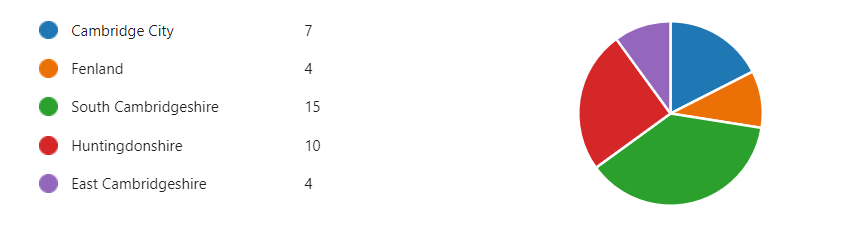 Cambridge City 7
Fenland 4
South Cambridgeshire 15
Huntingdonshire 10
East Cambridgeshire 4